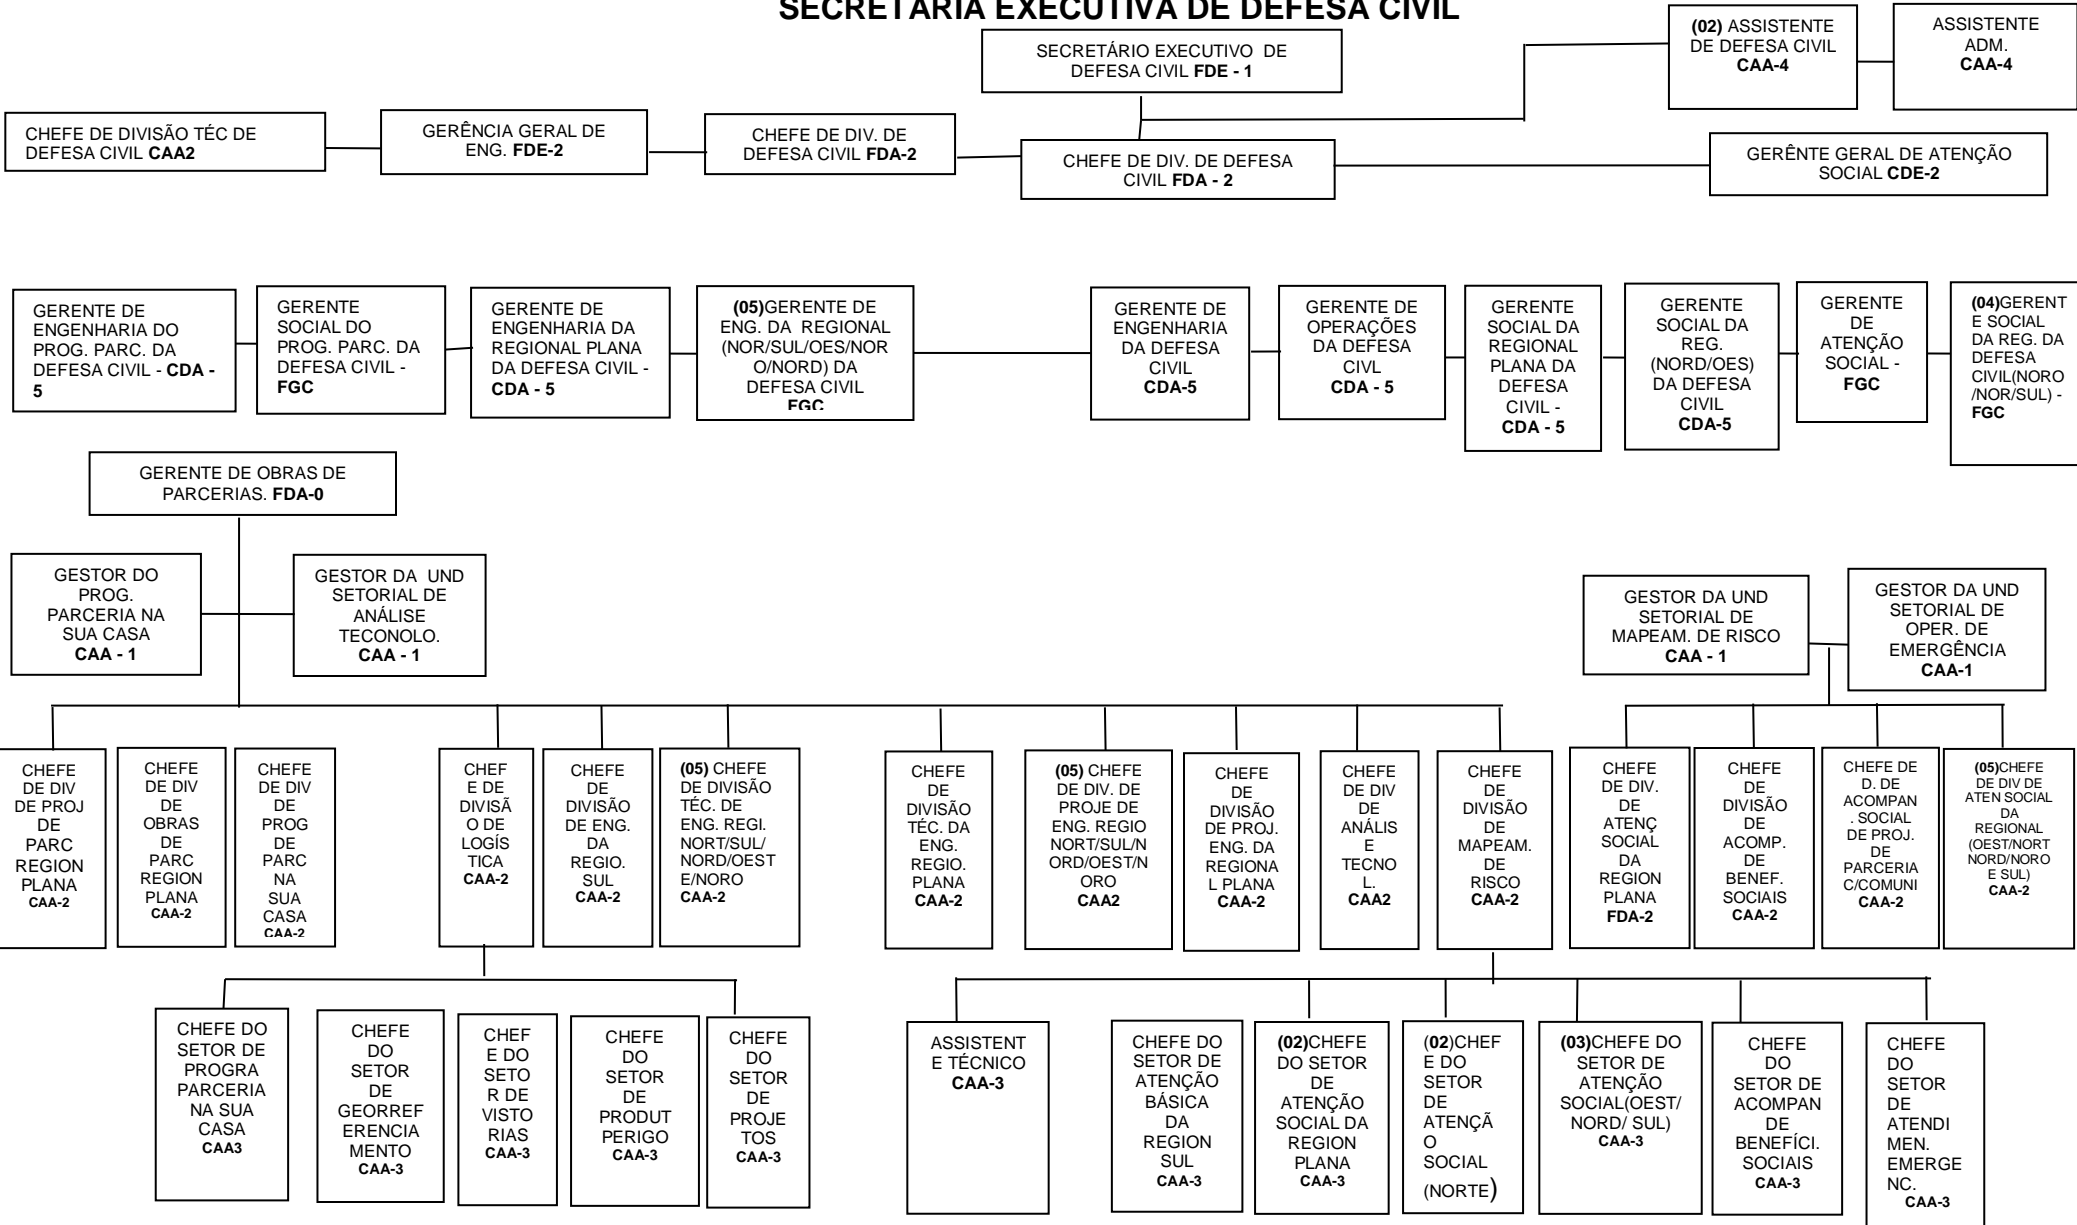 SECRETARIA EXECUTIVA DE DEFESA CIVIL
SECRETÁRIO EXECUTIVO DE
DEFESA CIVIL FDE - 1
(02) ASSISTENTE
DE DEFESA CIVIL
CAA-4
ASSISTENTE
ADM.
CAA-4
CHEFE DE DIVISÃO TÉC DE
DEFESA CIVIL CAA2
GERÊNCIA GERAL DE
ENG. FDE-2
CHEFE DE DIV. DE
DEFESA CIVIL FDA-2
CHEFE DE DIV. DE DEFESA
CIVIL FDA - 2
GERÊNTE GERAL DE ATENÇÃO
SOCIAL CDE-2
GERENTE DE
ENGENHARIA DO
PROG. PARC. DA
DEFESA CIVIL - CDA -
5
GERENTE
SOCIAL DO
PROG. PARC. DA
DEFESA CIVIL -
FGC
GERENTE DE
ENGENHARIA DA
REGIONAL PLANA
DA DEFESA CIVIL -
CDA - 5
(05)GERENTE DE
ENG. DA REGIONAL
(NOR/SUL/OES/NOR
O/NORD) DA
DEFESA CIVIL
FGC
GERENTE DE
ENGENHARIA
DA DEFESA
CIVIL
CDA-5
GERENTE DE
OPERAÇÕES
DA DEFESA
CIVL
CDA - 5
GERENTE
SOCIAL DA
REGIONAL
PLANA DA
DEFESA
CIVIL -
CDA - 5
GERENTE
SOCIAL DA
REG.
(NORD/OES)
DA DEFESA
CIVIL
CDA-5
GERENTE
DE
ATENÇÃO
SOCIAL -
FGC
(04)GERENT
E SOCIAL
DA REG. DA
DEFESA
CIVIL(NORO
/NOR/SUL) -
FGC
GERENTE DE OBRAS DE
PARCERIAS. FDA-0
GESTOR DO
PROG.
PARCERIA NA
SUA CASA
CAA - 1
GESTOR DA UND
SETORIAL DE
ANÁLISE
TECONOLO.
CAA - 1
GESTOR DA UND
SETORIAL DE
MAPEAM. DE RISCO
CAA - 1
GESTOR DA UND
SETORIAL DE
OPER. DE
EMERGÊNCIA
CAA-1
CHEFE
DE DIV
DE PROJ
DE
PARC
REGION
PLANA
CAA-2
CHEFE
DE DIV
DE
OBRAS
DE
PARC
REGION
PLANA
CAA-2
CHEFE
DE DIV
DE
PROG
DE
PARC
NA
SUA
CASA
CAA-2
CHEF
E DE
DIVISÃ
O DE
LOGÍS
TICA
CAA-2
CHEFE
DE
DIVISÃO
DE ENG.
DA
REGIO.
SUL
CAA-2
(05) CHEFE
DE DIVISÃO
TÉC. DE
ENG. REGI.
NORT/SUL/
NORD/OEST
E/NORO
CAA-2
CHEFE
DE
DIVISÃO
TÉC. DA
ENG.
REGIO.
PLANA
CAA-2
(05) CHEFE
DE DIV. DE
PROJE DE
ENG. REGIO
NORT/SUL/N
ORD/OEST/N
ORO
CAA2
CHEFE
DE
DIVISÃO
DE PROJ.
ENG. DA
REGIONA
L PLANA
CAA-2
CHEFE
DE DIV
DE
ANÁLIS
E
TECNO
L.
CAA2
CHEFE
DE
DIVISÃO
DE
MAPEAM.
DE
RISCO
CAA-2
CHEFE
DE DIV.
DE
ATENÇ
SOCIAL
DA
REGION
PLANA
FDA-2
CHEFE
DE
DIVISÃO
DE
ACOMP.
DE
BENEF.
SOCIAIS
CAA-2
CHEFE DE
D. DE
ACOMPAN
. SOCIAL
DE PROJ.
DE
PARCERIA
C/COMUNI
CAA-2
(05)CHEFE
DE DIV DE
ATEN SOCIAL
DA
REGIONAL
(OEST/NORT
NORD/NORO
E SUL)
CAA-2
CHEFE DO
SETOR DE
PROGRA
PARCERIA
NA SUA
CASA
CAA3
CHEFE
DO
SETOR
DE
GEORREF
ERENCIA
MENTO
CAA-3
CHEF
E DO
SETO
R DE
VISTO
RIAS
CAA-3
CHEFE
DO
SETOR
DE
PRODUT
PERIGO
CAA-3
CHEFE
DO
SETOR
DE
PROJE
TOS
CAA-3
ASSISTENT
E TÉCNICO
CAA-3
CHEFE DO
SETOR DE
ATENÇÃO
BÁSICA
DA
REGION
SUL
CAA-3
(02)CHEFE
DO SETOR
DE
ATENÇÃO
SOCIAL DA
REGION
PLANA
CAA-3
(02)CHEF
E DO
SETOR
DE
ATENÇÃ
O
SOCIAL
(NORTE)
(03)CHEFE DO
SETOR DE
ATENÇÃO
SOCIAL(OEST/
NORD/ SUL)
CAA-3
CHEFE
DO
SETOR DE
ACOMPAN
DE
BENEFÍCI.
SOCIAIS
CAA-3
CHEFE
DO
SETOR
DE
ATENDI
MEN.
EMERGE
NC.
CAA-3